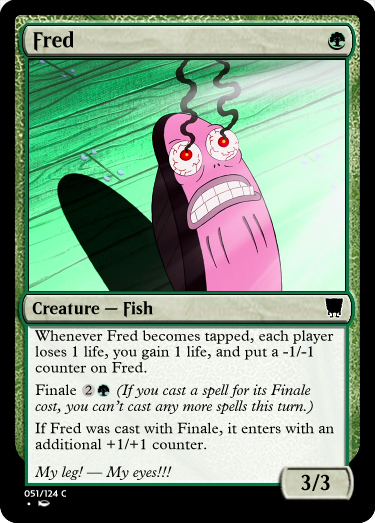 Fred
Creature — Fish
Whenever Fred becomes tapped, each player
loses 1 life, you gain 1 life, and put a -1/-1
counter on Fred.
Finale 2 (If you cast a spell for its Finale
cost, you can't cast any more spells this turn.)
If Fred was cast with Finale, it enters with an
additional +1/+1 counter.
My leg! — My eyes!!!
3/3
051/124 C